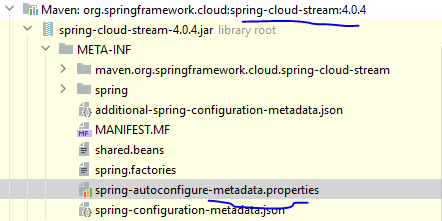 Maven: org.springframework.cloud:spring-cloud-stream:4.0.4
spring-cloud-stream-4.0.4.jar library root
META-INF
maven.org.springframework.cloud.spring-cloud-stream
spring
additional-spring-configuration-metadata.json
MF MANIFEST.MF
shared.beans
spring.factories
spring-autoconfigure-metadata.properties
spring-configuration-metadata.json